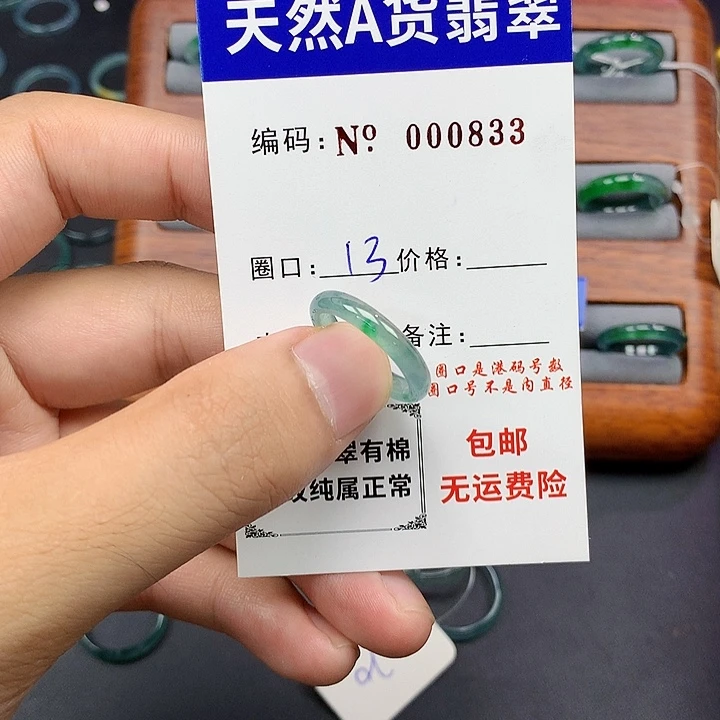 天然A货翡翠
编码: Nº 000833
圈口: 13 价格:
备注:
圈口是港码号数
圈口号不是内直径
翠有棉
纹纯属正常
包邮
无运费险